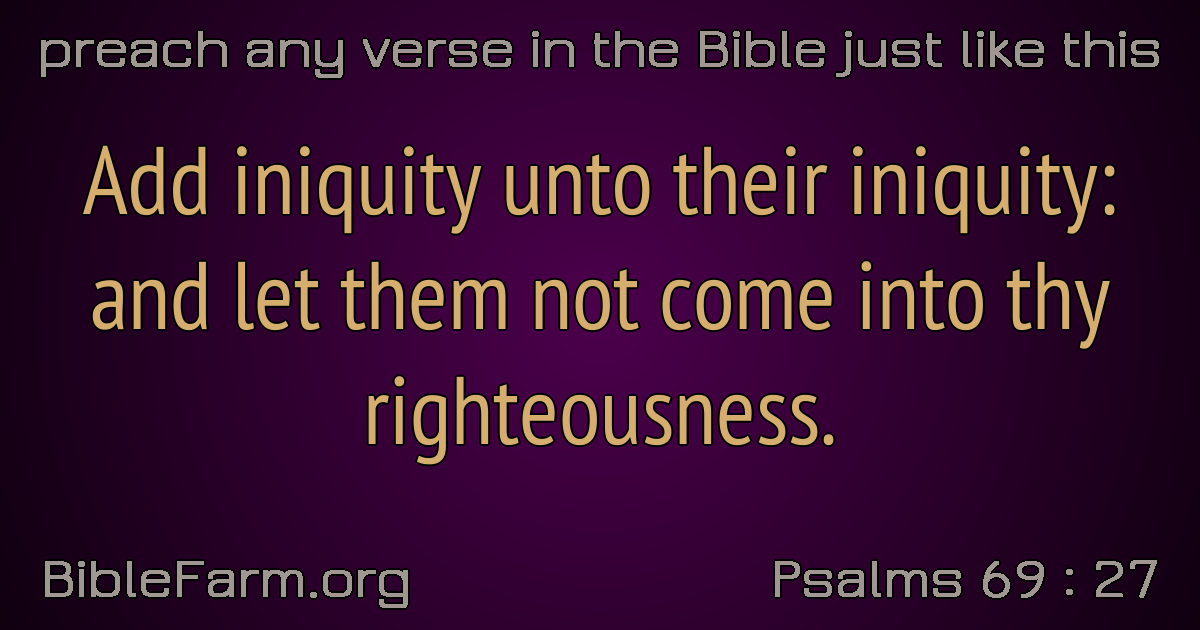 preach any verse in the Bible just like this
Add iniquity unto their iniquity:
and let them not come into thy
righteousness.
BibleFarm.org
Psalms 69 : 27